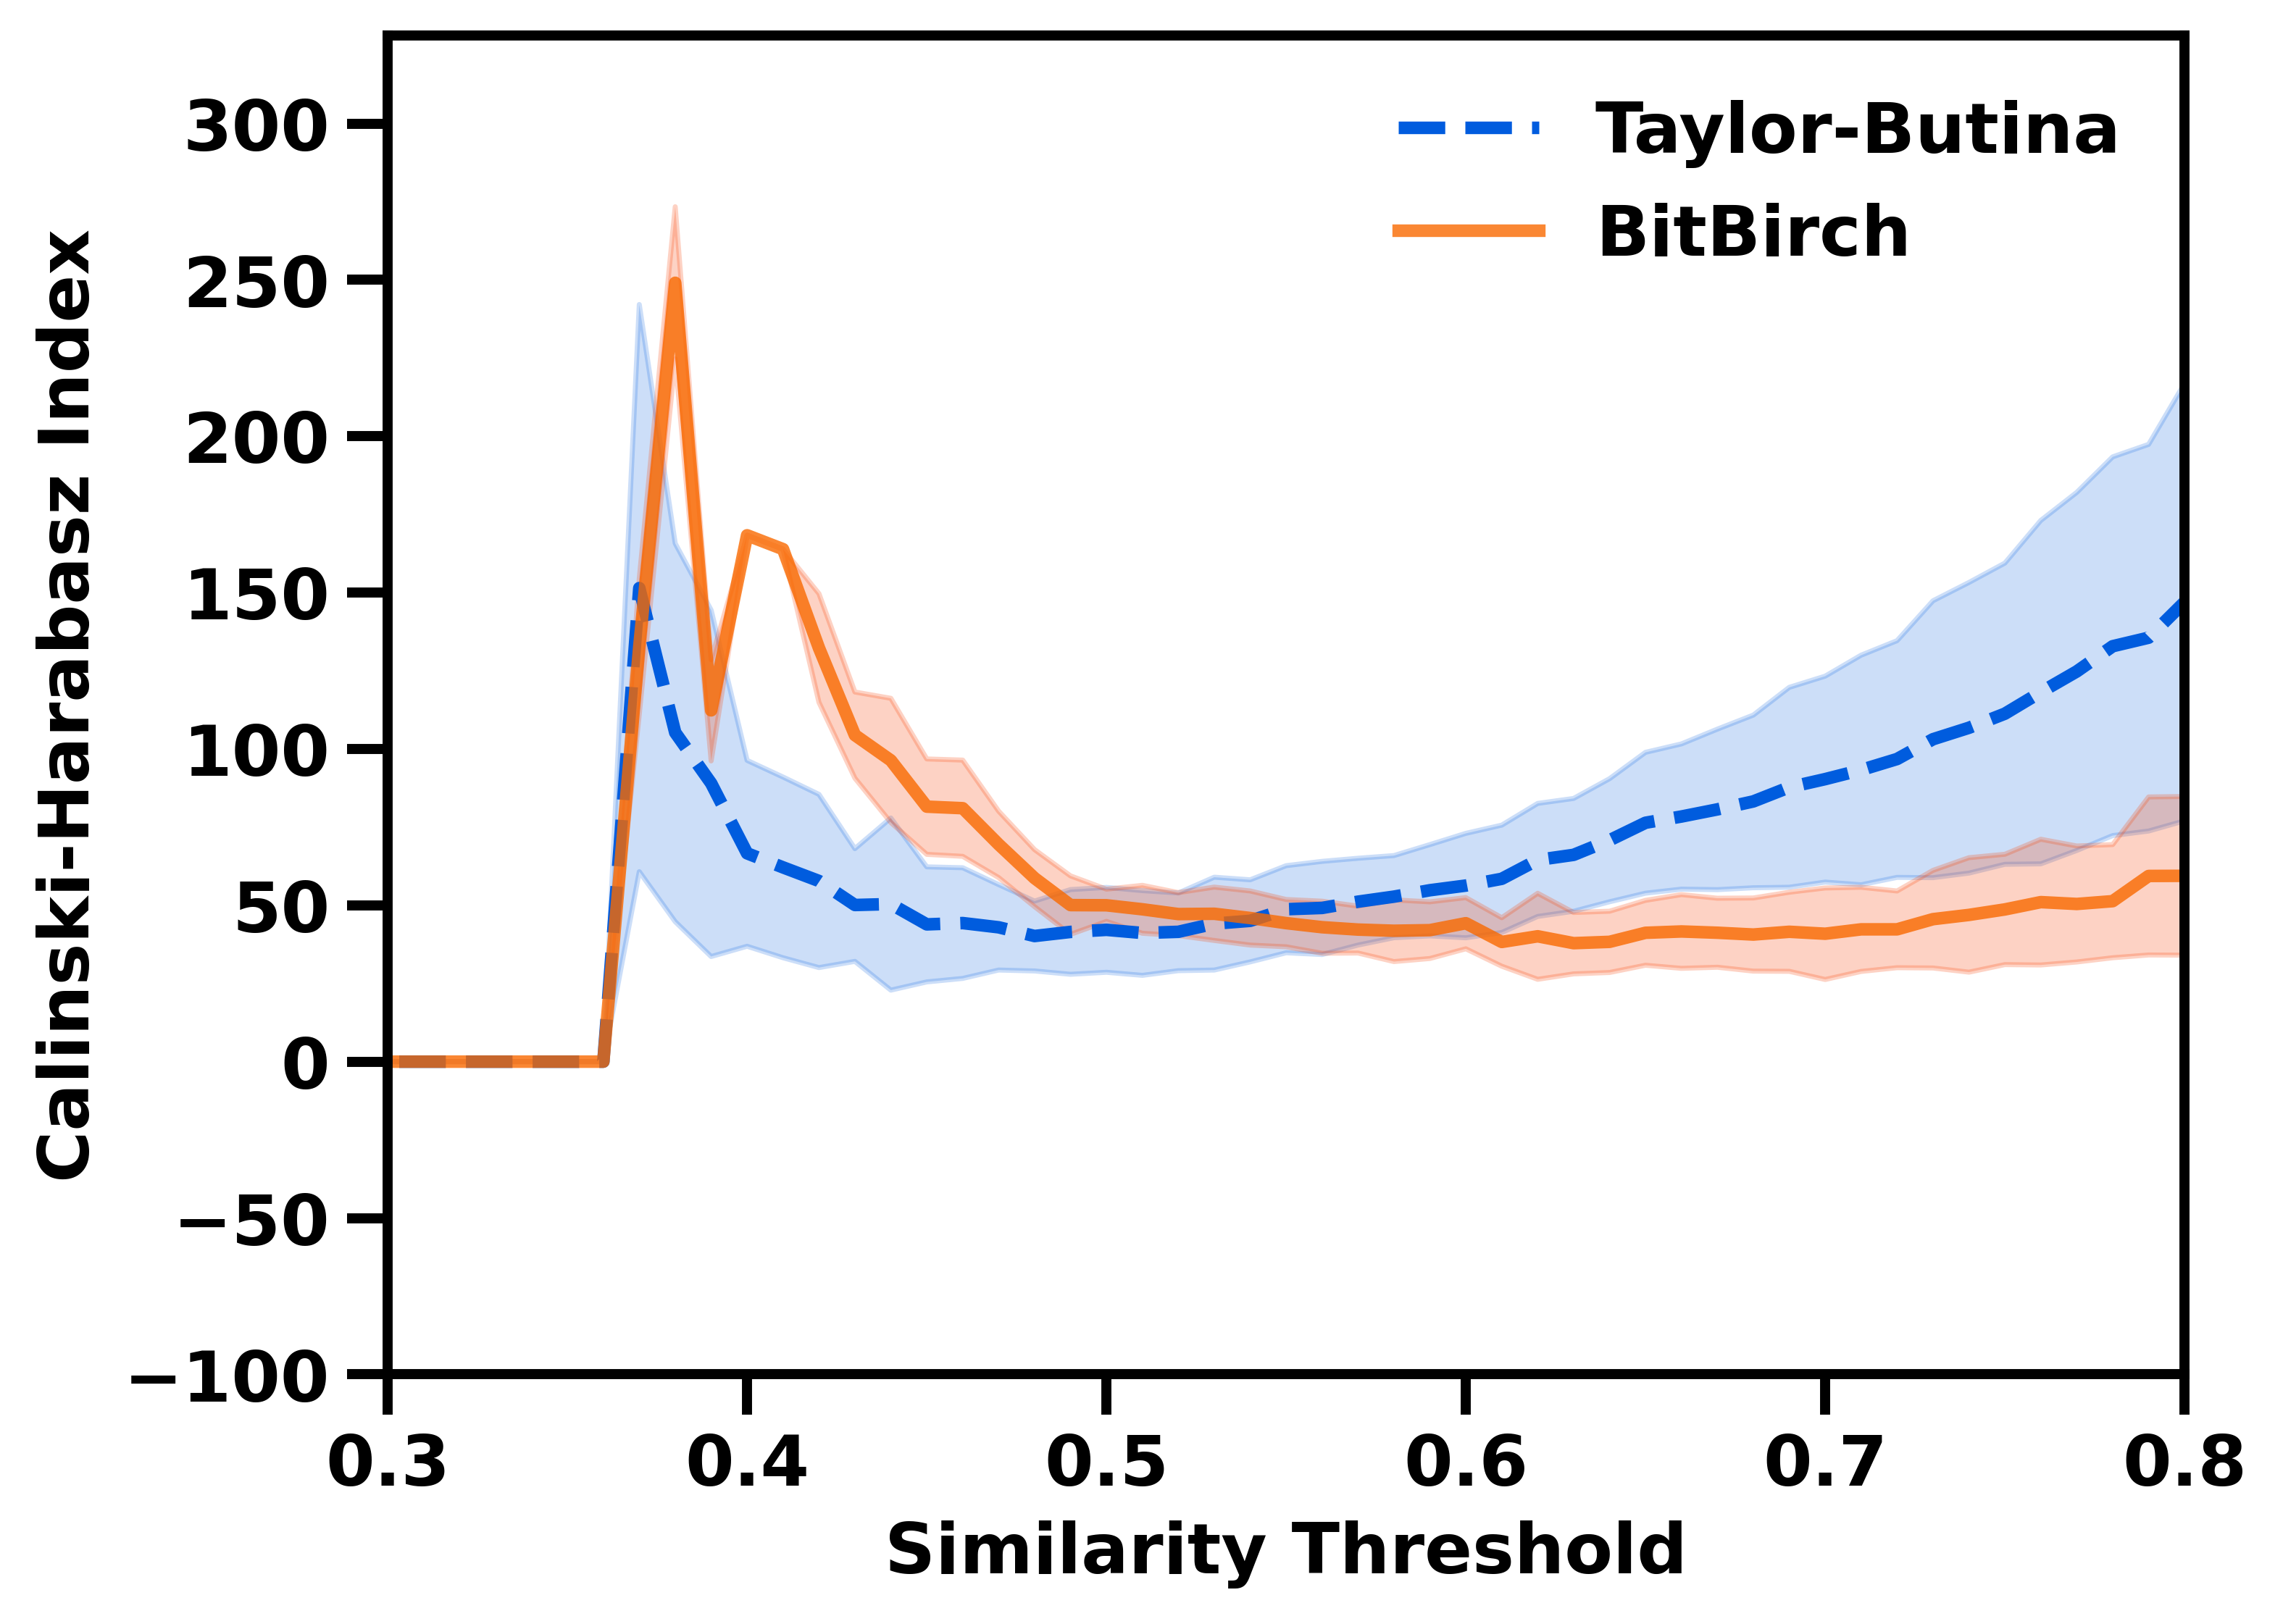 Calinski-Harabasz Index
300
250
200
150
100
50
0
−50
−100
Taylor-Butina
BitBirch
0.3 0.4 0.5 0.6 0.7 0.8
Similarity Threshold